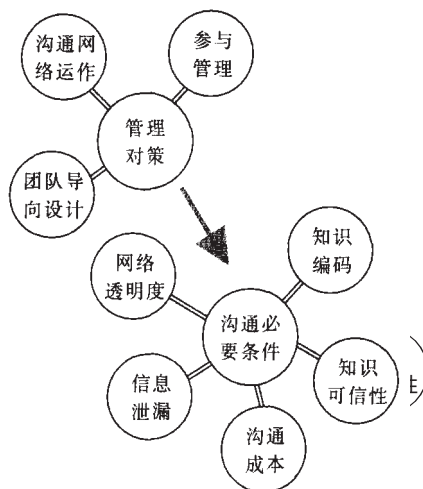 沟通网
络运作
参与
管理
管理
对策
团队导
向设计
知识
编码
网络
透明度
沟通必
要条件
知识
可信性
信息
泄漏
沟通
成本